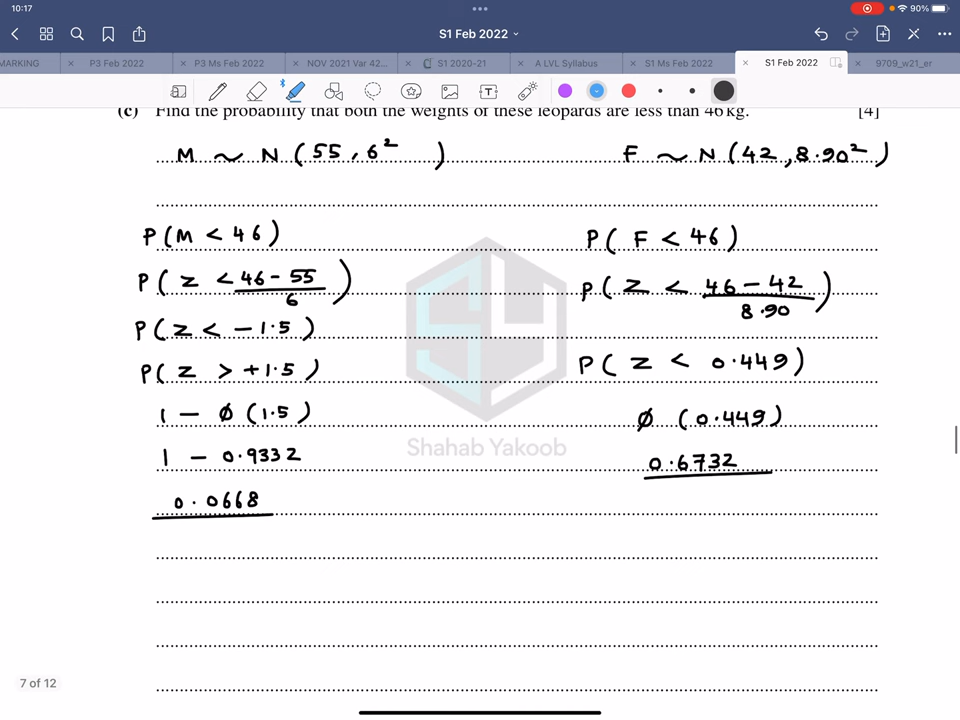 10:17
90%
S1 Feb 2022
MARKING
P3 Feb 2022
P3 Ms Feb 2022
NOV 2021 Var 42...
S1 2020-21
A LVL Syllabus
S1 Ms Feb 2022
S1 Feb 2022
9709_w21_er
(c) Find the probability that both the weights of these leopards are less than 46 kg. [4]
M ~ N (55, 6²) F ~ N (42, 8.90²)
P(M < 46) P(F < 46)
P(Z < (46 - 55)/6) P(Z < (46 - 42)/8.90)
P(Z < -1.5)
P(Z > +1.5) P(Z < 0.449)
1 - ø(1.5) ø(0.449)
1 - 0.9332 0.6732
0.0668
Shahab Yakoob
7 of 12